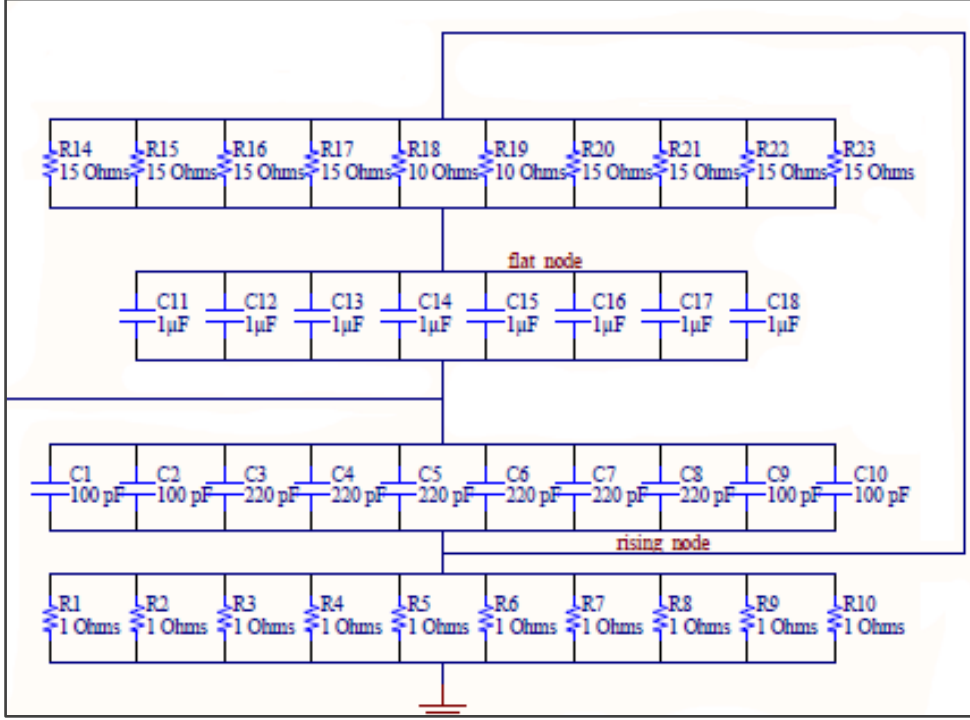 R14 R15 R16 R17 R18 R19 R20 R21 R22 R23
15 Ohms 15 Ohms 15 Ohms 15 Ohms 10 Ohms 10 Ohms 15 Ohms 15 Ohms 15 Ohms 15 Ohms
flat node
C11 C12 C13 C14 C15 C16 C17 C18
1µF 1µF 1µF 1µF 1µF 1µF 1µF 1µF
C1 C2 C3 C4 C5 C6 C7 C8 C9 C10
100 pF 100 pF 220 pF 220 pF 220 pF 220 pF 220 pF 220 pF 100 pF 100 pF
rising node
R1 R2 R3 R4 R5 R6 R7 R8 R9 R10
1 Ohms 1 Ohms 1 Ohms 1 Ohms 1 Ohms 1 Ohms 1 Ohms 1 Ohms 1 Ohms 1 Ohms